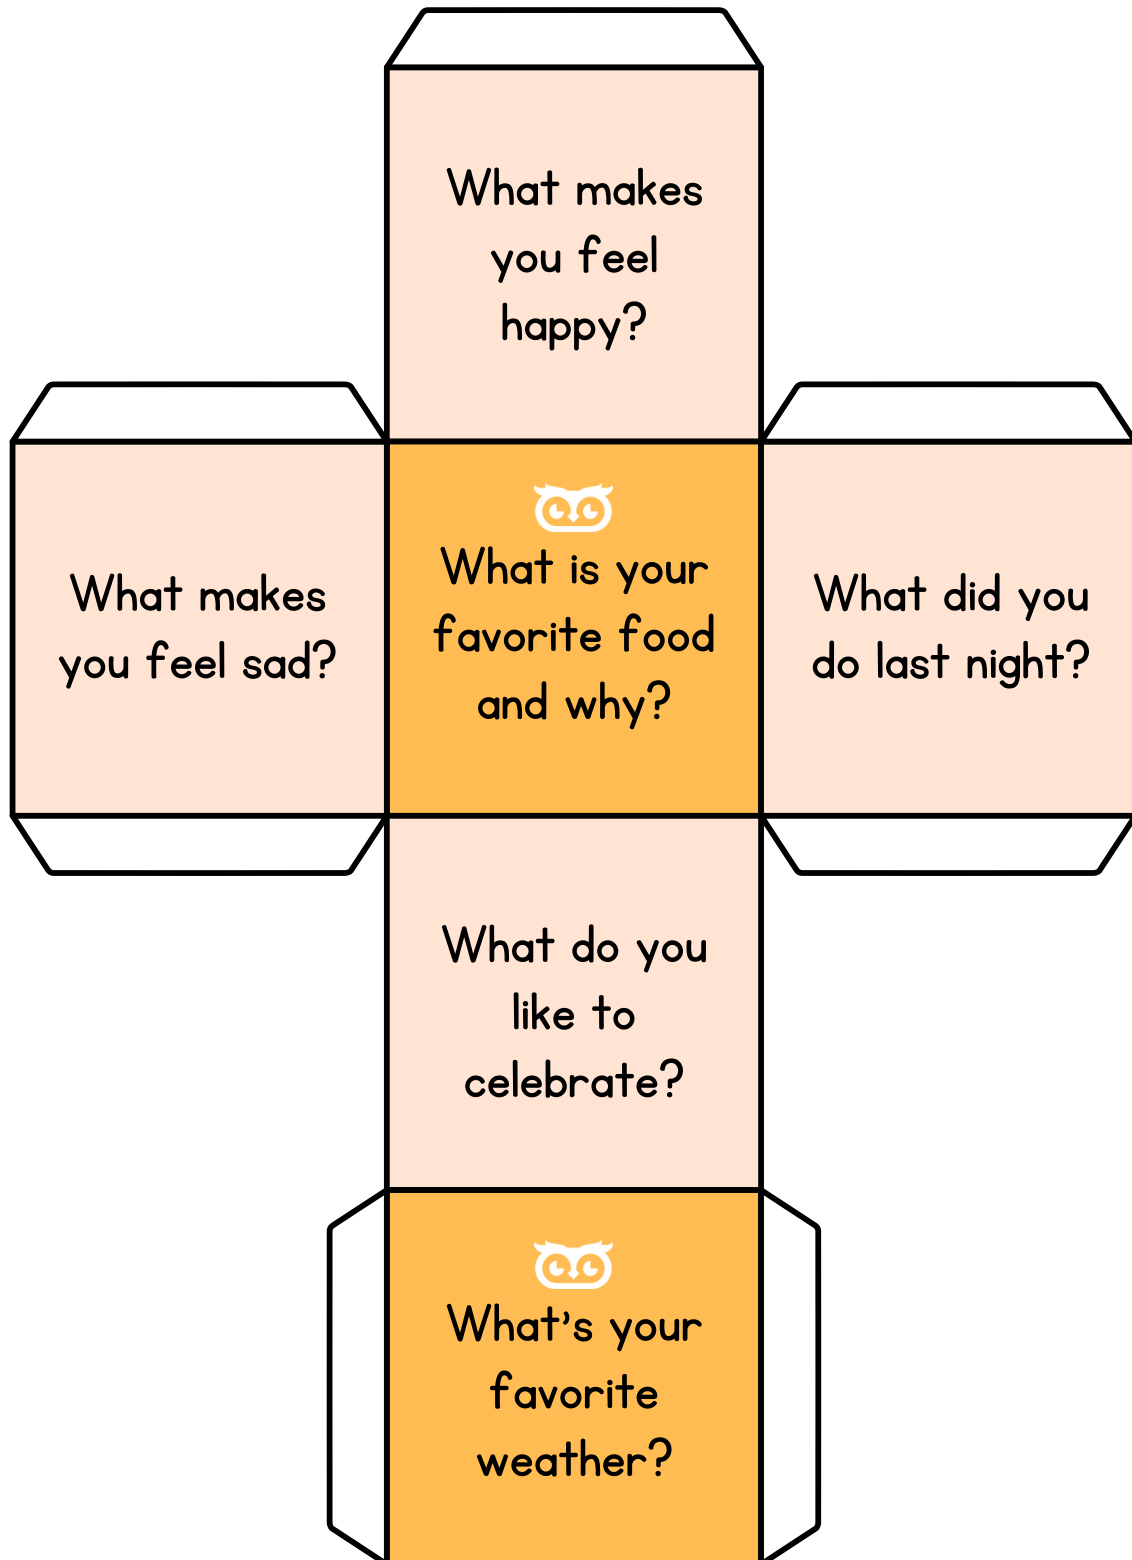 What makes
you feel
happy?
What makes
you feel sad?
What is your
favorite food
and why?
What did you
do last night?
What do you
like to
celebrate?
What's your
favorite
weather?